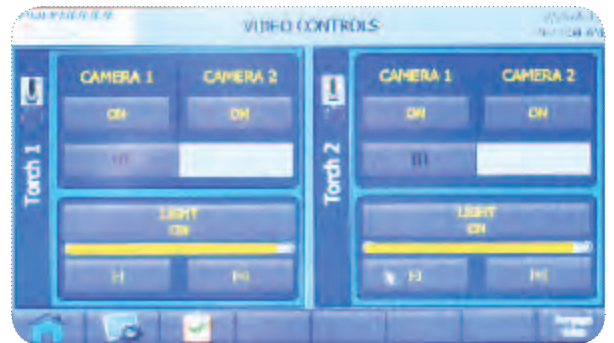 VIDEO CONTROLS
Torch 1
CAMERA 1 CAMERA 2
ON ON
LIGHT
ON
[-] [+]
Torch 2
CAMERA 1 CAMERA 2
ON ON
LIGHT
ON
[-] [+]